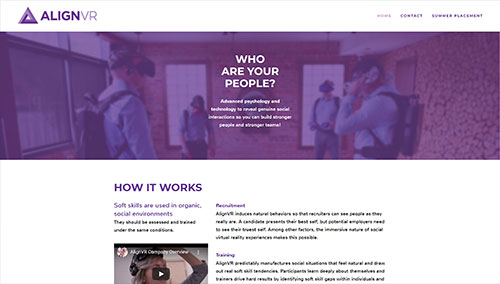 ALIGNVR
HOME CONTACT SUMMER PLACEMENT
WHO
ARE YOUR
PEOPLE?
Advanced psychology and
technology to reveal genuine social
interactions so you can build stronger
people and stronger teams!
HOW IT WORKS
Soft skills are used in organic,
social environments
They should be assessed and trained
under the same conditions.
AlignVR Company Overview
Recruitment
AlignVR induces natural behaviors so that recruiters can see people as they
really are. A candidate presents their best self, but potential employers need
to see their truest self. Among other factors, the immersive nature of social
virtual reality experiences makes this possible.
Training
AlignVR predictably manufactures social situations that feel natural and draw
out real soft skill tendencies. Participants learn deeply about themselves and
trainers drive hard results by identifying soft skill gaps within individuals and